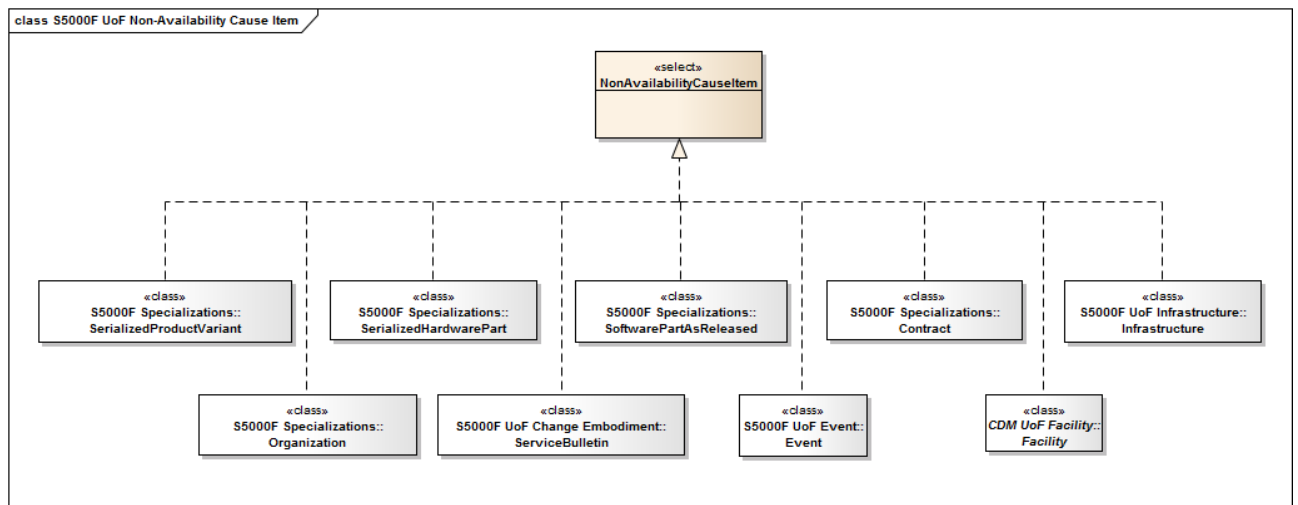 class S5000F UoF Non-Availability Cause Item
«select»
NonAvailabilityCauseItem
«class»
S5000F Specializations::
SerializedProductVariant
«class»
S5000F Specializations::
SerializedHardwarePart
«class»
S5000F Specializations::
SoftwarePartAsReleased
«class»
S5000F Specializations::
Contract
«class»
S5000F UoF Infrastructure::
Infrastructure
«class»
S5000F Specializations::
Organization
«class»
S5000F UoF Change Embodiment::
ServiceBulletin
«class»
S5000F UoF Event::
Event
«class»
CDM UoF Facility::
Facility